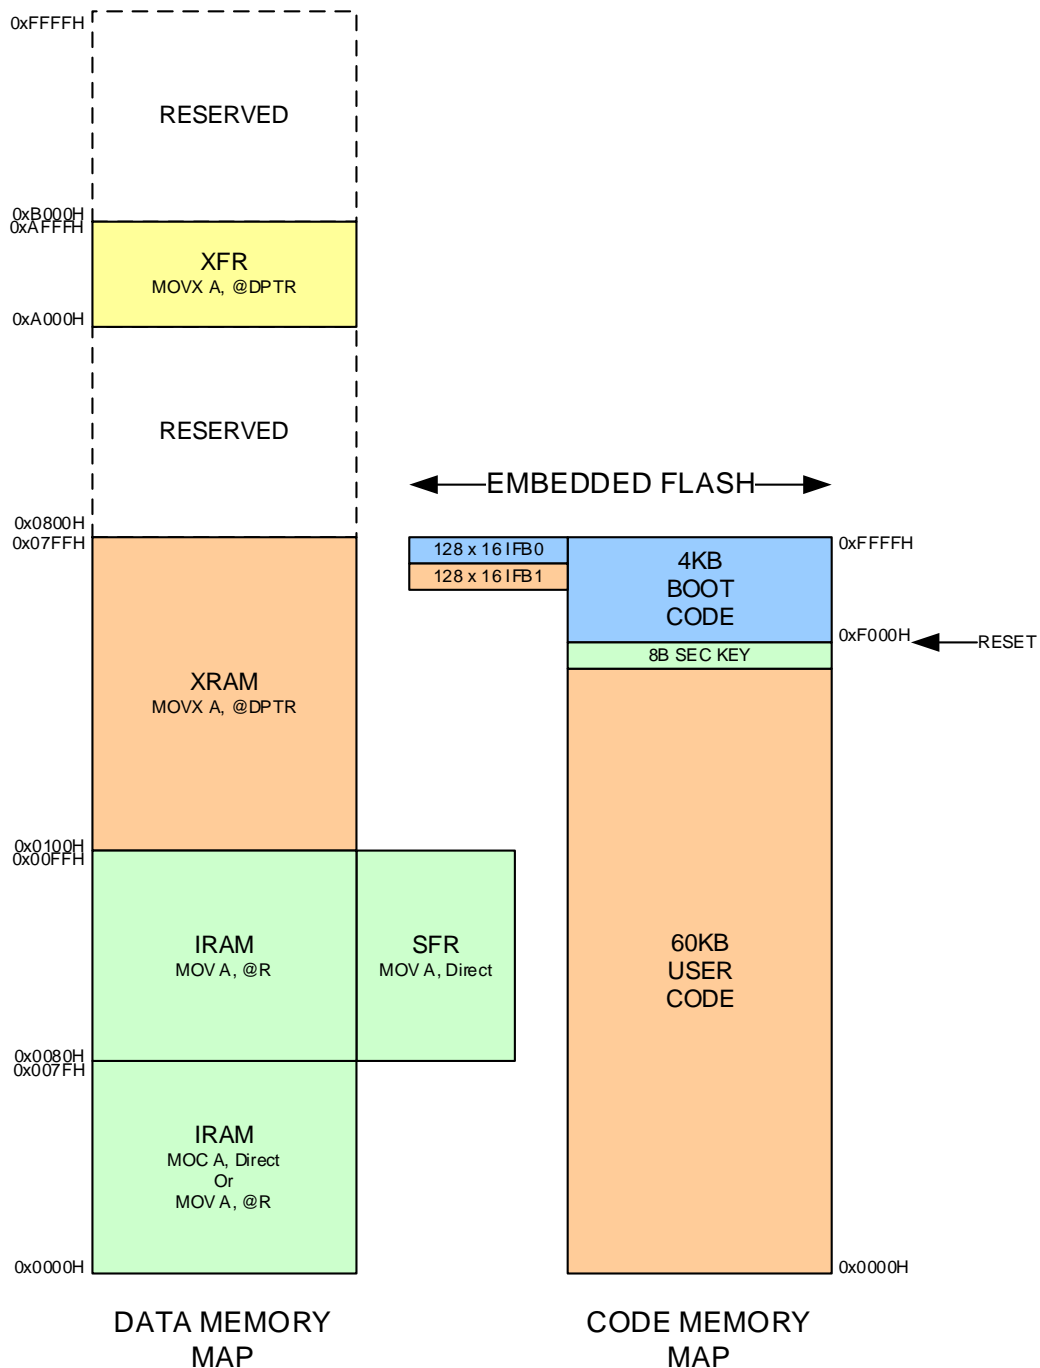 0xFFFFH
RESERVED
0xB000H
0xAFFFH
XFR
MOVX A, @DPTR
0xA000H
RESERVED
0x0800H
0x07FFH
XRAM
MOVX A, @DPTR
0x0100H
0x00FFH
IRAM
MOV A, @R
SFR
MOV A, Direct
0x0080H
0x007FH
IRAM
MOC A, Direct
Or
MOV A, @R
0x0000H
DATA MEMORY
MAP
EMBEDDED FLASH
128 x 16 IFB0
128 x 16 IFB1
4KB
BOOT
CODE
0xFFFFH
0xF000H
RESET
8B SEC KEY
60KB
USER
CODE
0x0000H
CODE MEMORY
MAP